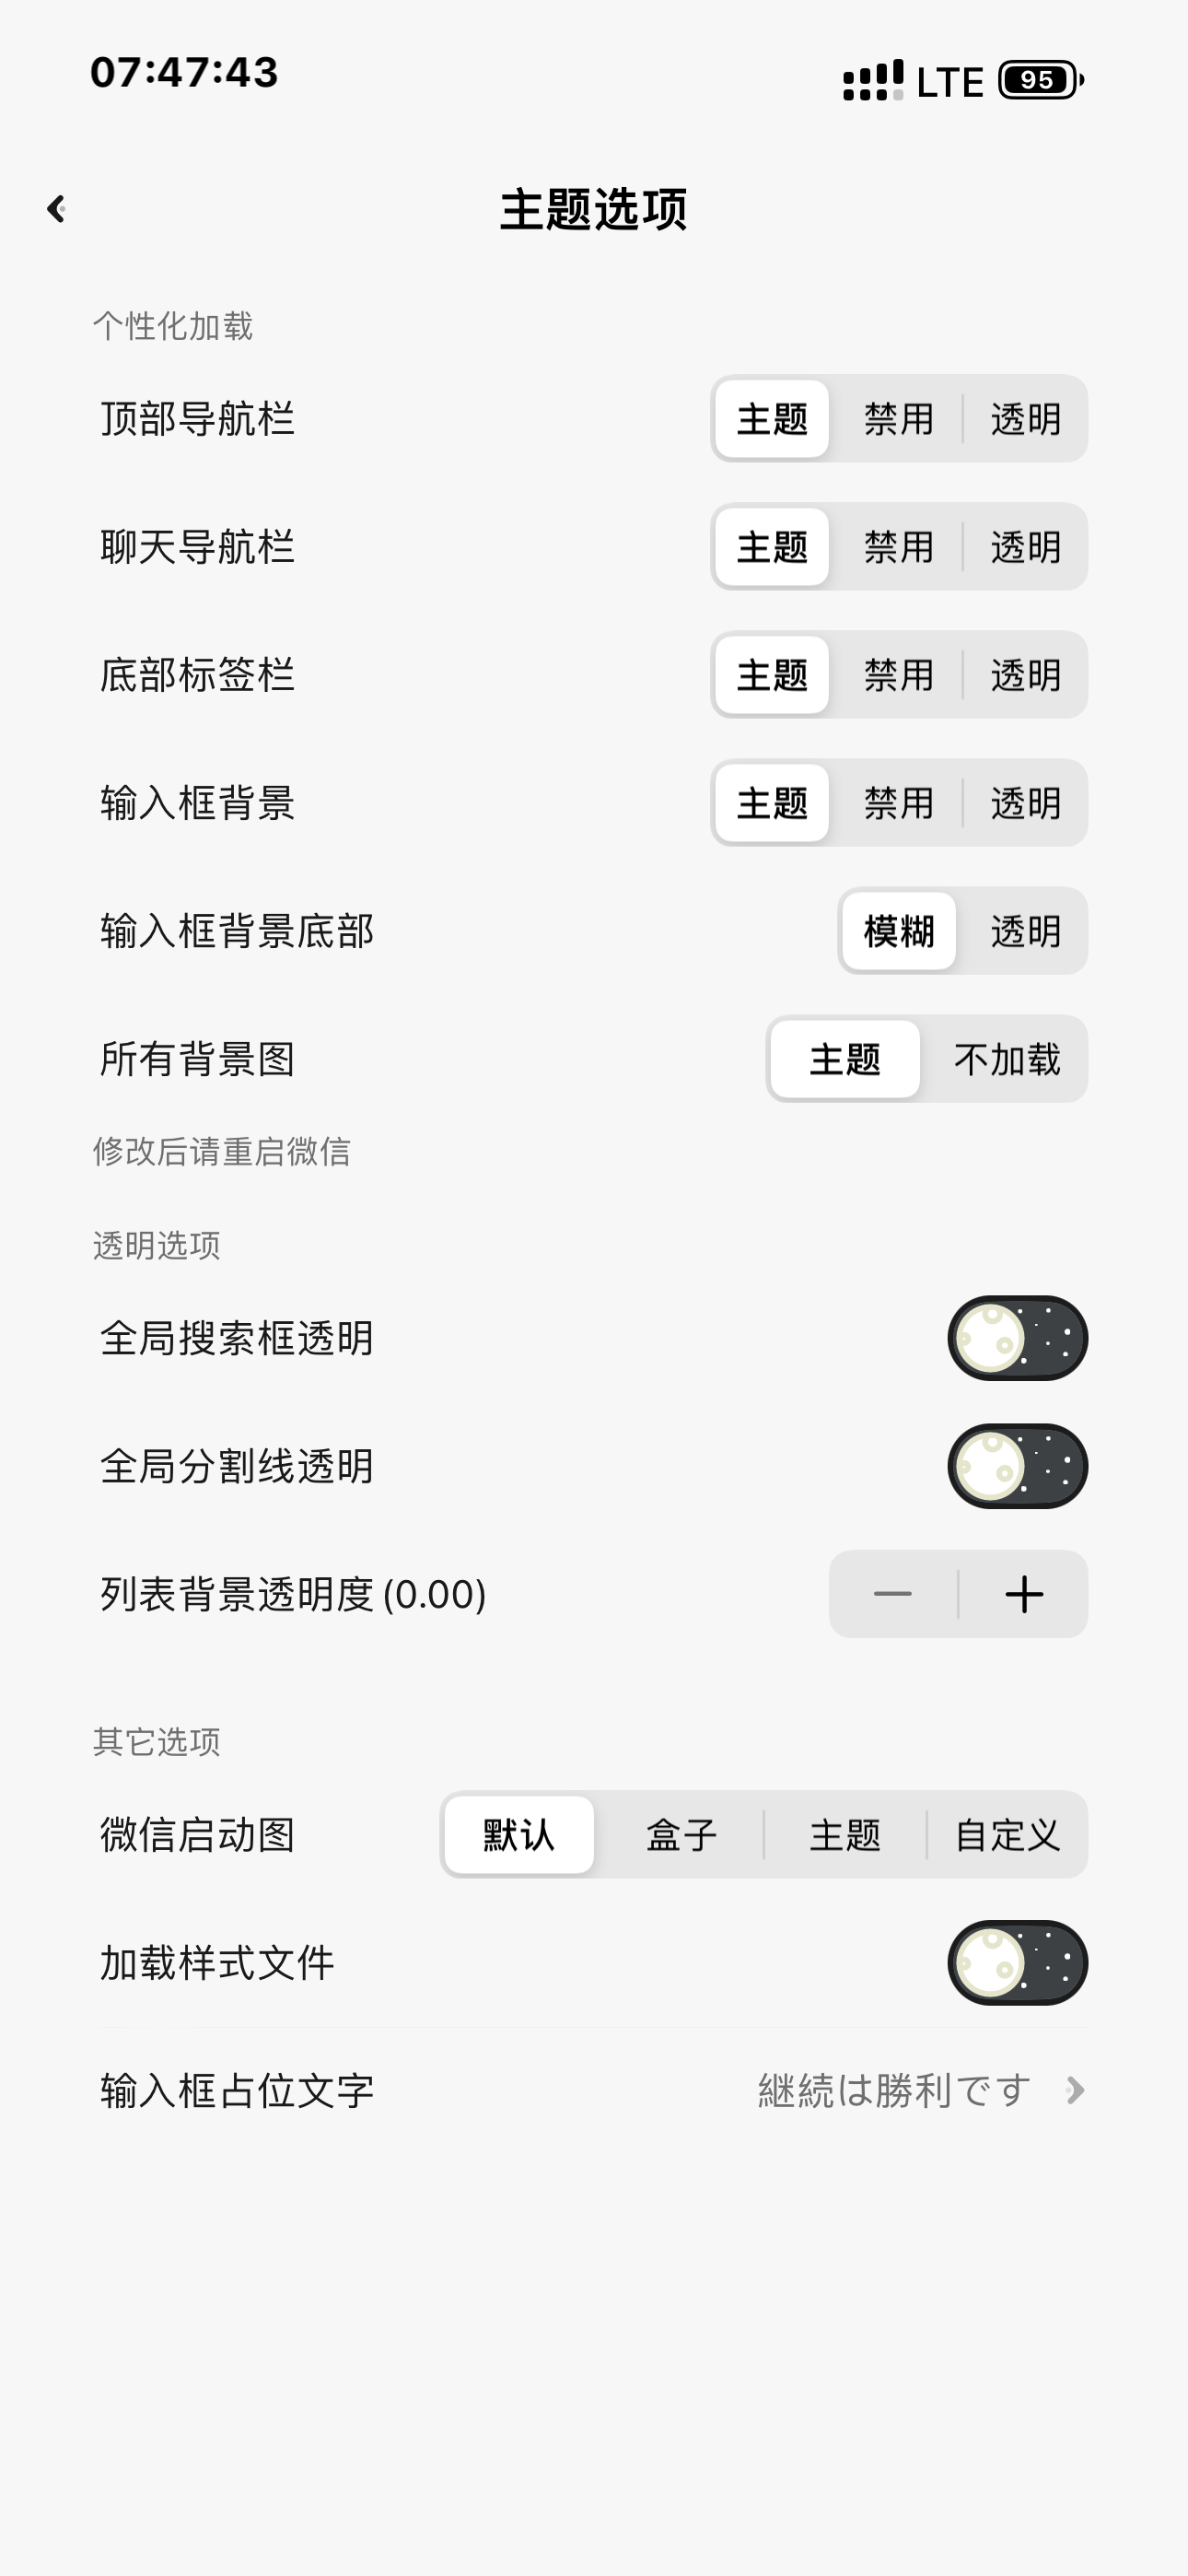 07:47:43 LTE 95
主题选项
个性化加载
顶部导航栏 主题 禁用 透明
聊天导航栏 主题 禁用 透明
底部标签栏 主题 禁用 透明
输入框背景 主题 禁用 透明
输入框背景底部 模糊 透明
所有背景图 主题 不加载
修改后请重启微信
透明选项
全局搜索框透明
全局分割线透明
列表背景透明度 (0.00)
其它选项
微信启动图 默认 盒子 主题 自定义
加载样式文件
输入框占位文字 継続は勝利です